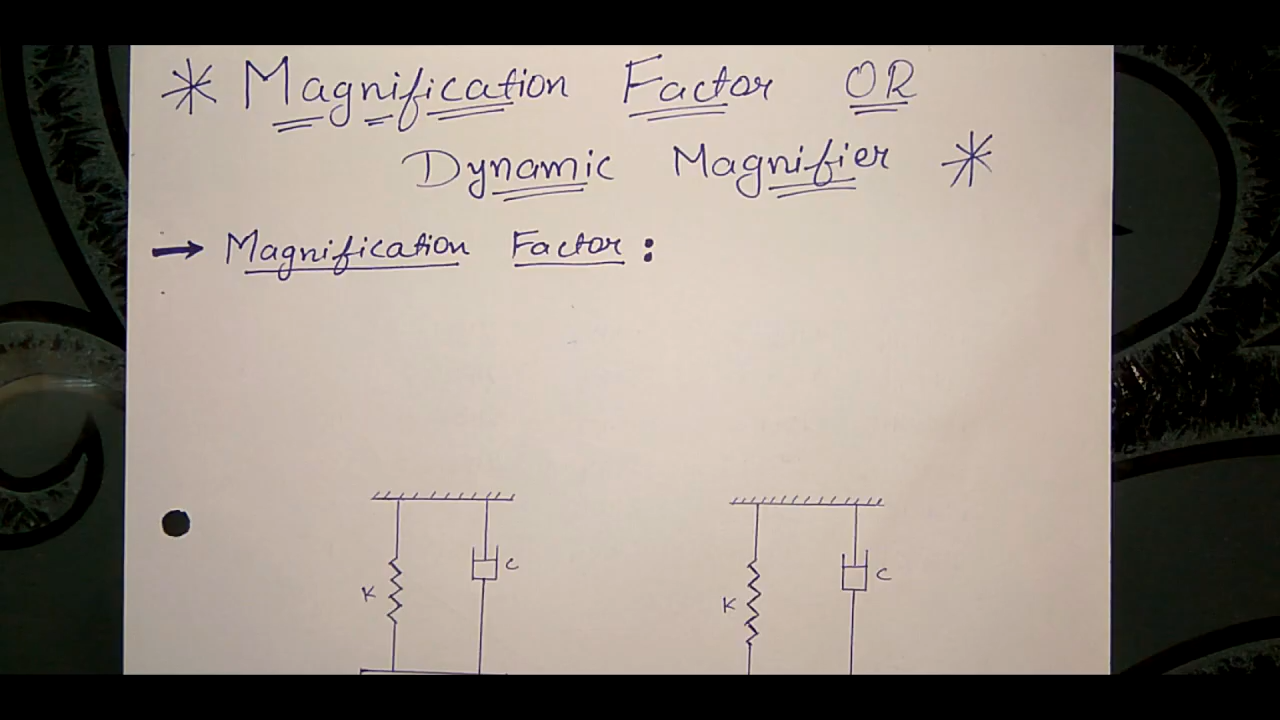 * Magnification Factor OR
Dynamic Magnifier *
→ Magnification Factor :
K
C
K
C